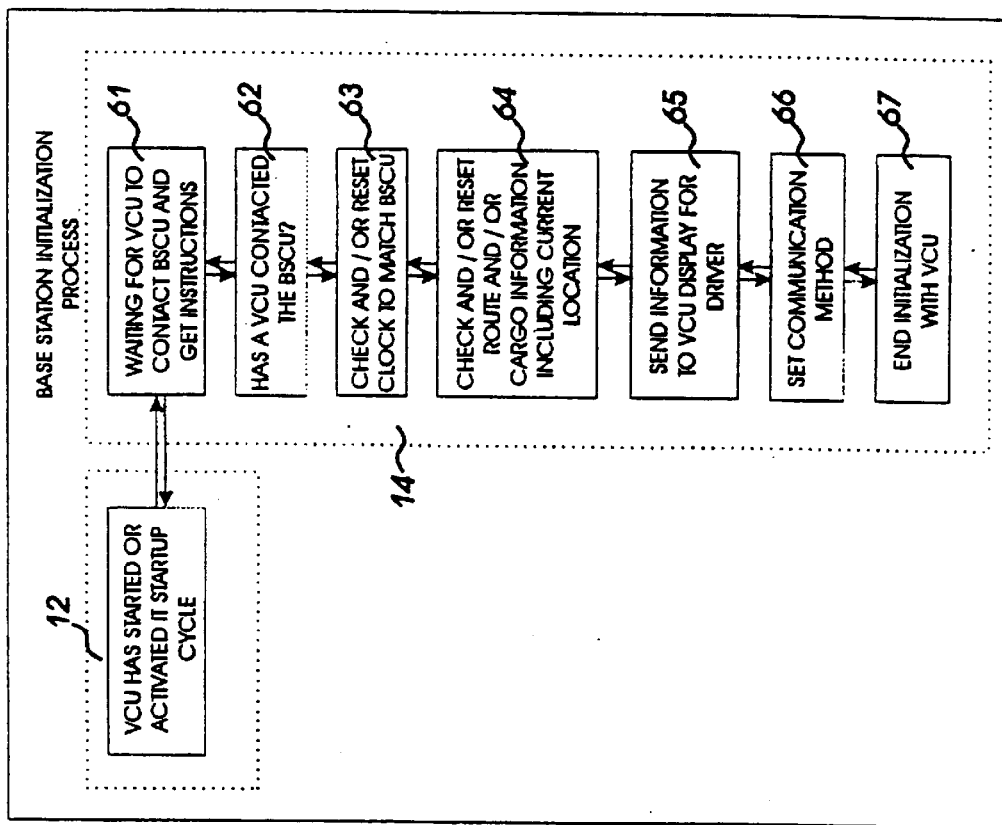 BASE STATION INITIALIZATION
PROCESS
12
VCU HAS STARTED OR
ACTIVATED IT STARTUP
CYCLE
14
61
WAITING FOR VCU TO
CONTACT BSCU AND
GET INSTRUCTIONS
62
HAS A VCU CONTACTED
THE BSCU?
63
CHECK AND / OR RESET
CLOCK TO MATCH BSCU
64
CHECK AND / OR RESET
ROUTE AND / OR
CARGO INFORMATION
INCLUDING CURRENT
LOCATION
65
SEND INFORMATION
TO VCU DISPLAY FOR
DRIVER
66
SET COMMUNICATION
METHOD
67
END INITIALIZATION
WITH VCU